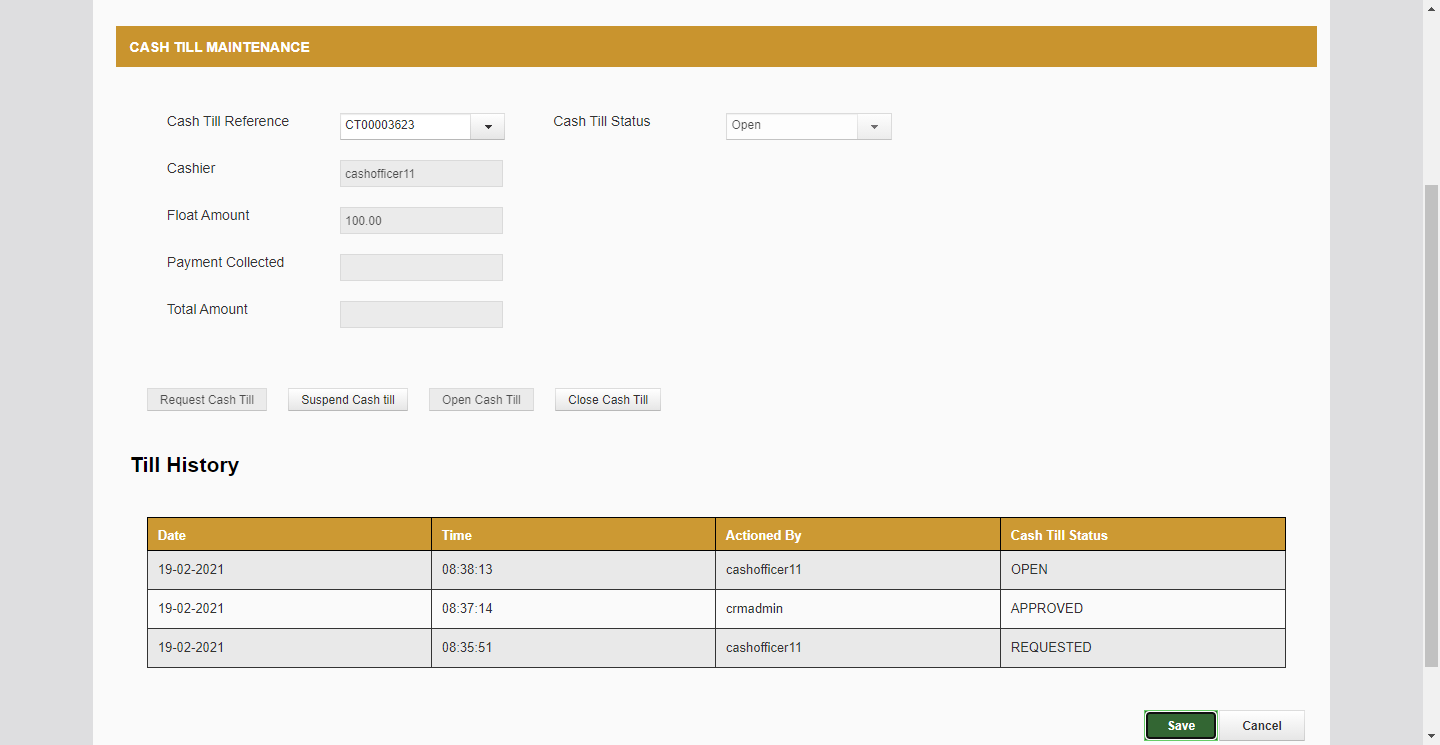 CASH TILL MAINTENANCE
Cash Till Reference CT00003623 Cash Till Status Open
Cashier cashofficer11
Float Amount 100.00
Payment Collected
Total Amount
Request Cash Till Suspend Cash till Open Cash Till Close Cash Till
Till History
Date Time Actioned By Cash Till Status
19-02-2021 08:38:13 cashofficer11 OPEN
19-02-2021 08:37:14 crmadmin APPROVED
19-02-2021 08:35:51 cashofficer11 REQUESTED
Save Cancel